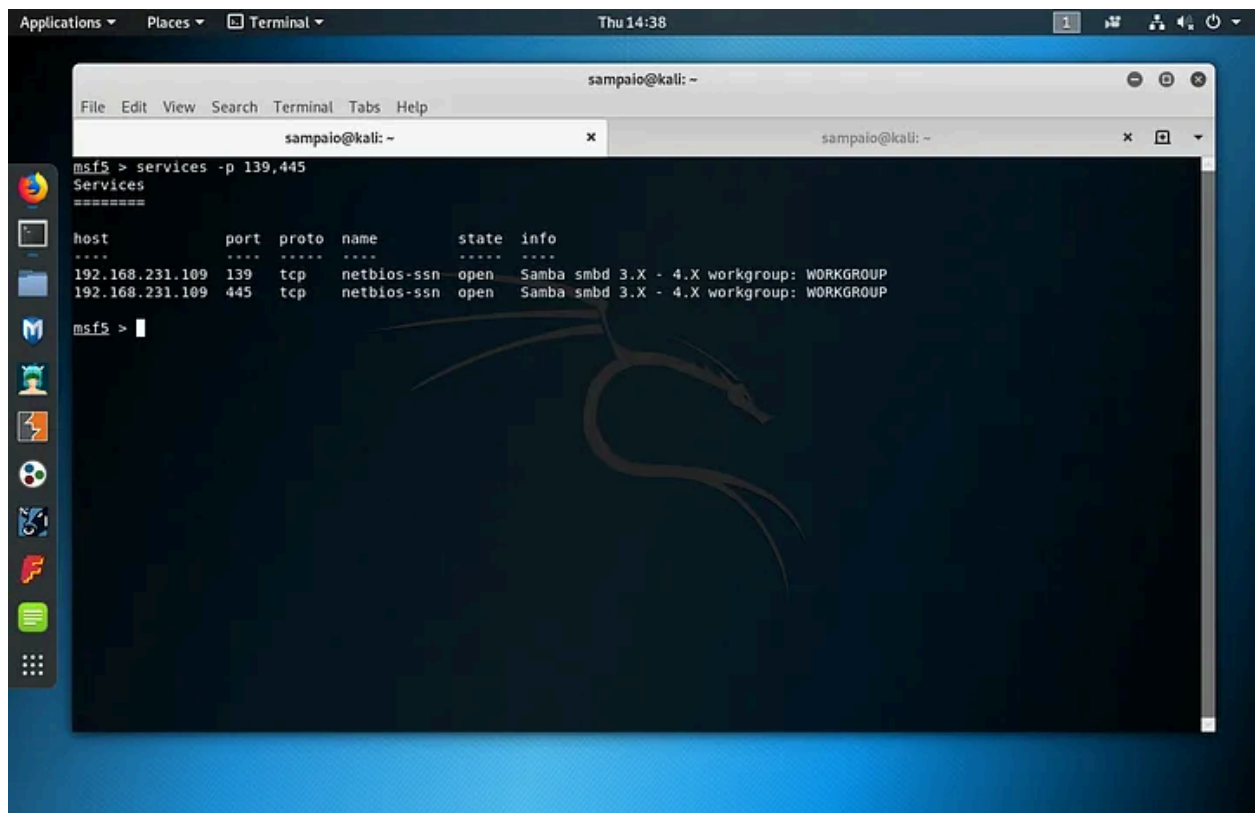 Applications Places Terminal Thu 14:38 1
sampaio@kali: ~
File Edit View Search Terminal Tabs Help
sampaio@kali: ~ sampaio@kali: ~
msf5 > services -p 139,445
Services
========
host port proto name state info
---- ---- ----- ---- ----- ----
192.168.231.109 139 tcp netbios-ssn open Samba smbd 3.X - 4.X workgroup: WORKGROUP
192.168.231.109 445 tcp netbios-ssn open Samba smbd 3.X - 4.X workgroup: WORKGROUP
msf5 >